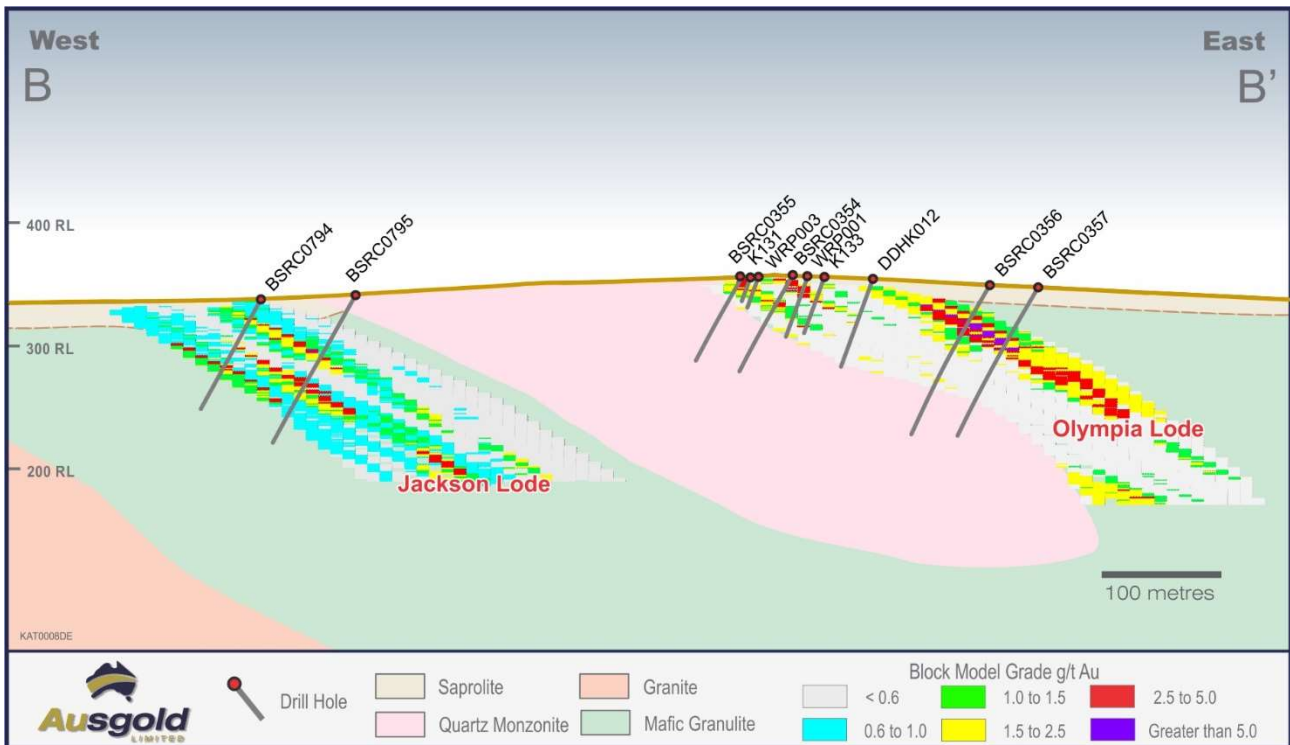 West
East
B
B'
400 RL
300 RL
200 RL
BSRC0794
BSRC0795
BSRC0355
K131
WRP003
BSRC0354
WRP001
K133
DDHK012
BSRC0356
BSRC0357
Olympia Lode
Jackson Lode
100 metres
KAT0008DE
Ausgold
LIMITED
Drill Hole
Saprolite
Quartz Monzonite
Granite
Mafic Granulite
Block Model Grade g/t Au
< 0.6
1.0 to 1.5
2.5 to 5.0
0.6 to 1.0
1.5 to 2.5
Greater than 5.0